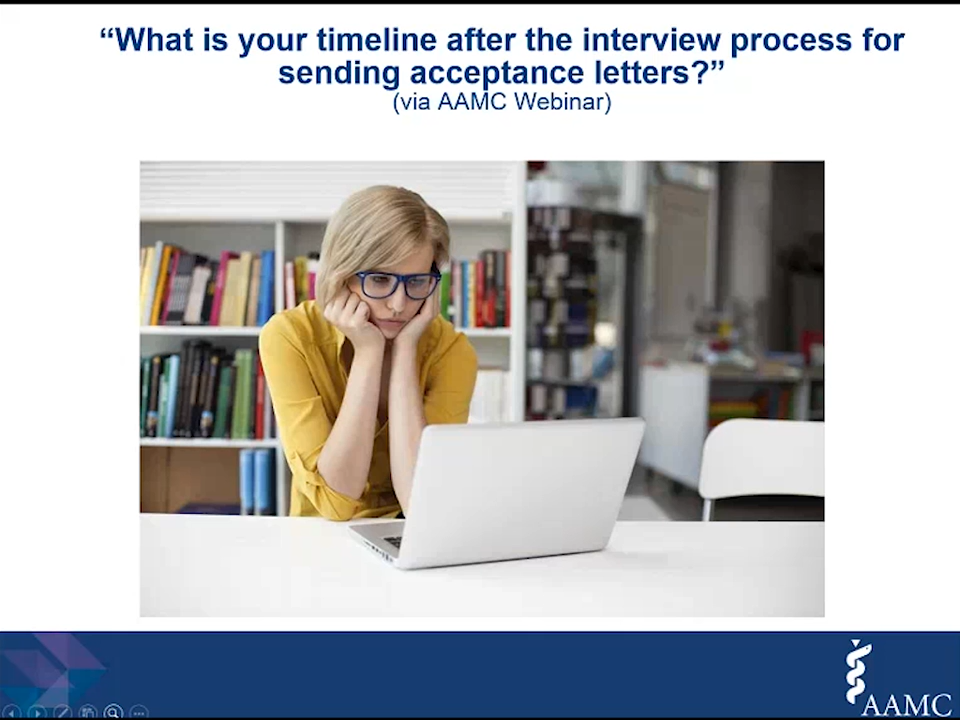 “What is your timeline after the interview process for
sending acceptance letters?”
(via AAMC Webinar)
AAMC